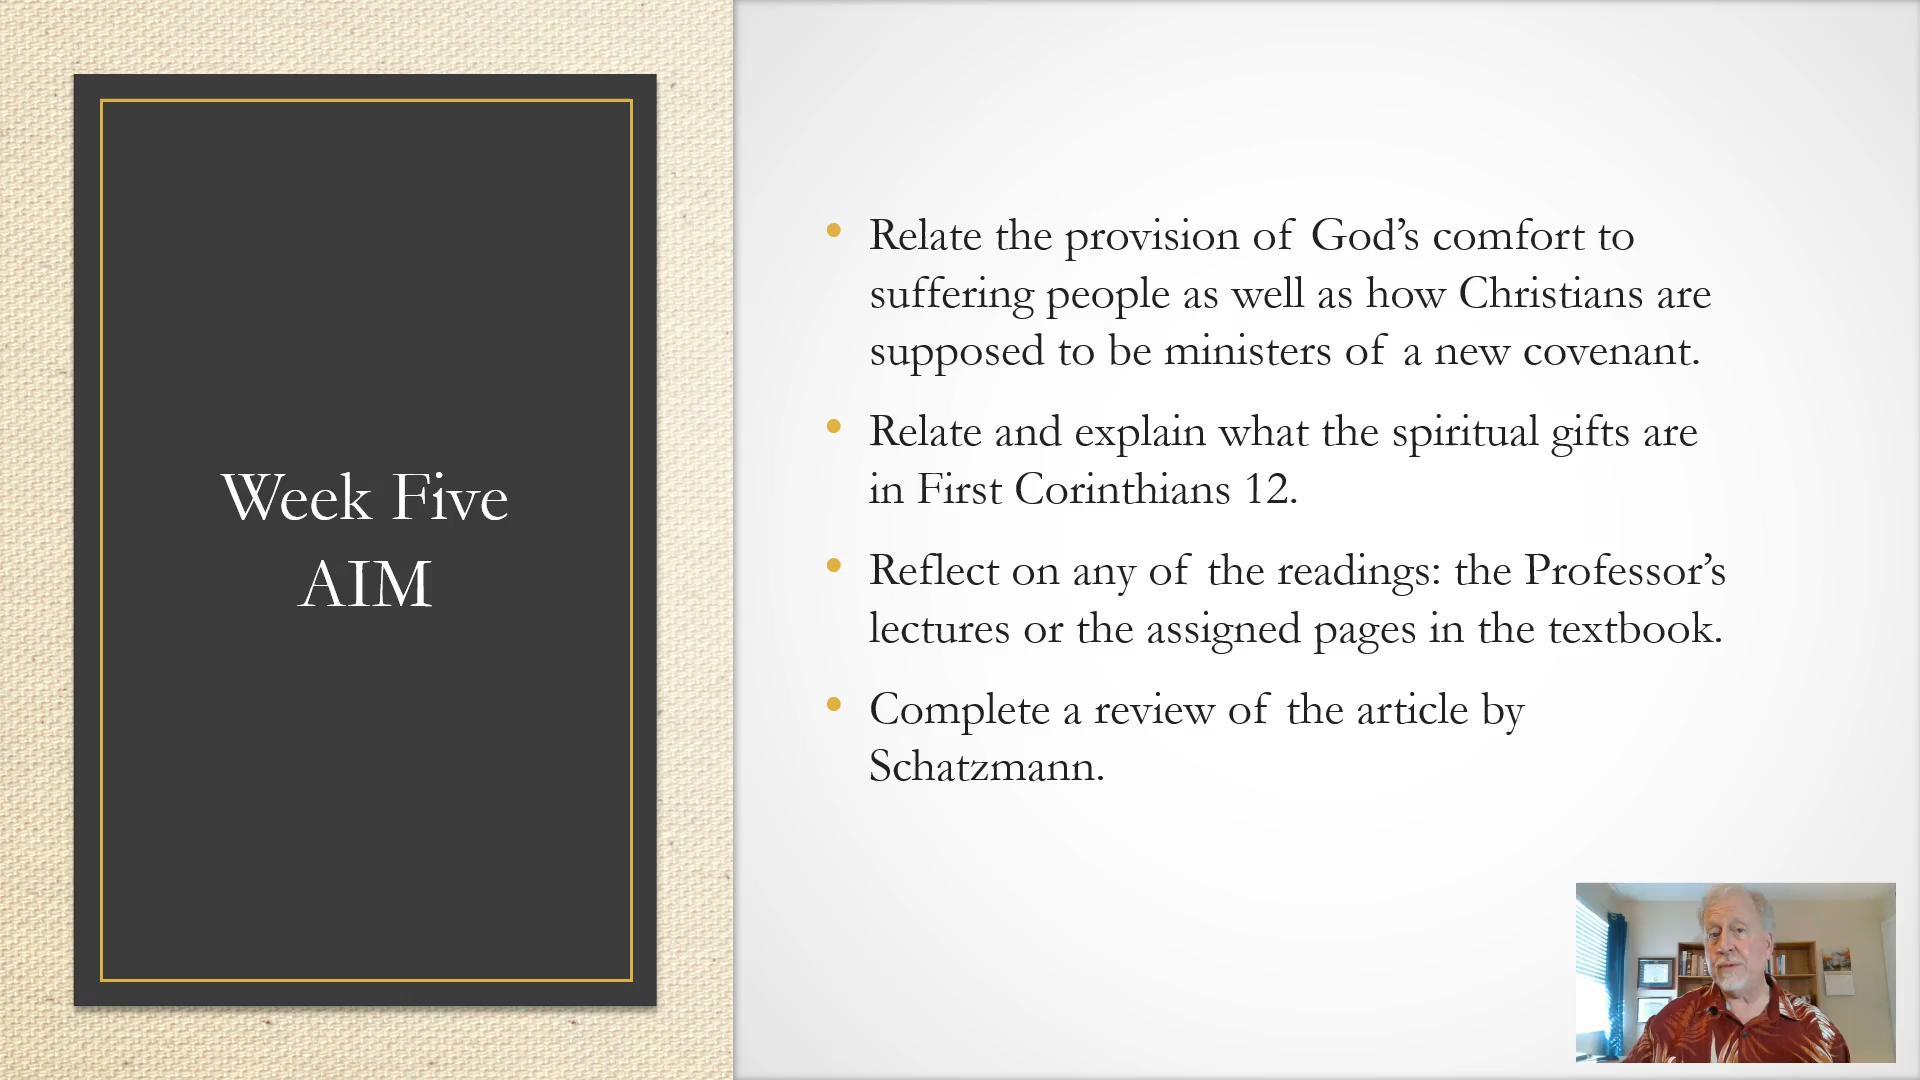 Week Five
AIM
• Relate the provision of God’s comfort to
suffering people as well as how Christians are
supposed to be ministers of a new covenant.
• Relate and explain what the spiritual gifts are
in First Corinthians 12.
• Reflect on any of the readings: the Professor’s
lectures or the assigned pages in the textbook.
• Complete a review of the article by
Schatzmann.